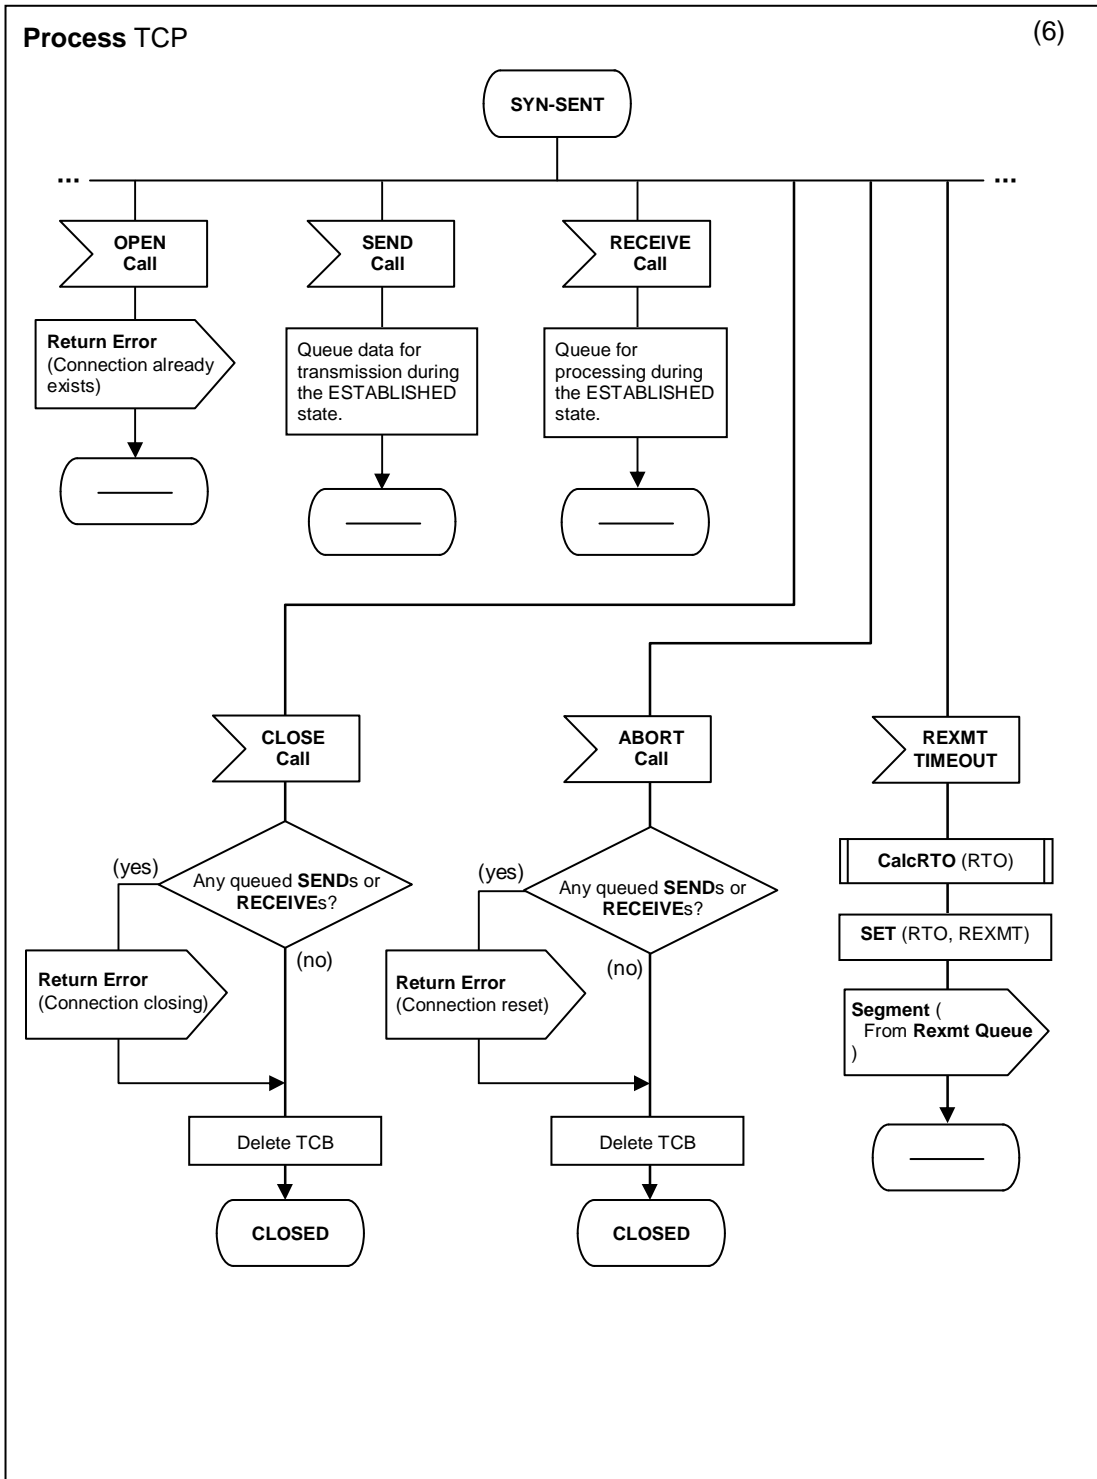 Process TCP
(6)
SYN-SENT
...
...
OPEN
Call
SEND
Call
RECEIVE
Call
Return Error
(Connection already
exists)
Queue data for
transmission during
the ESTABLISHED
state.
Queue for
processing during
the ESTABLISHED
state.
CLOSE
Call
ABORT
Call
REXMT
TIMEOUT
(yes)
Any queued SENDs or
RECEIVEs?
(no)
(yes)
Any queued SENDs or
RECEIVEs?
(no)
CalcRTO (RTO)
SET (RTO, REXMT)
Return Error
(Connection closing)
Return Error
(Connection reset)
Segment (
From Rexmt Queue
)
Delete TCB
Delete TCB
CLOSED
CLOSED